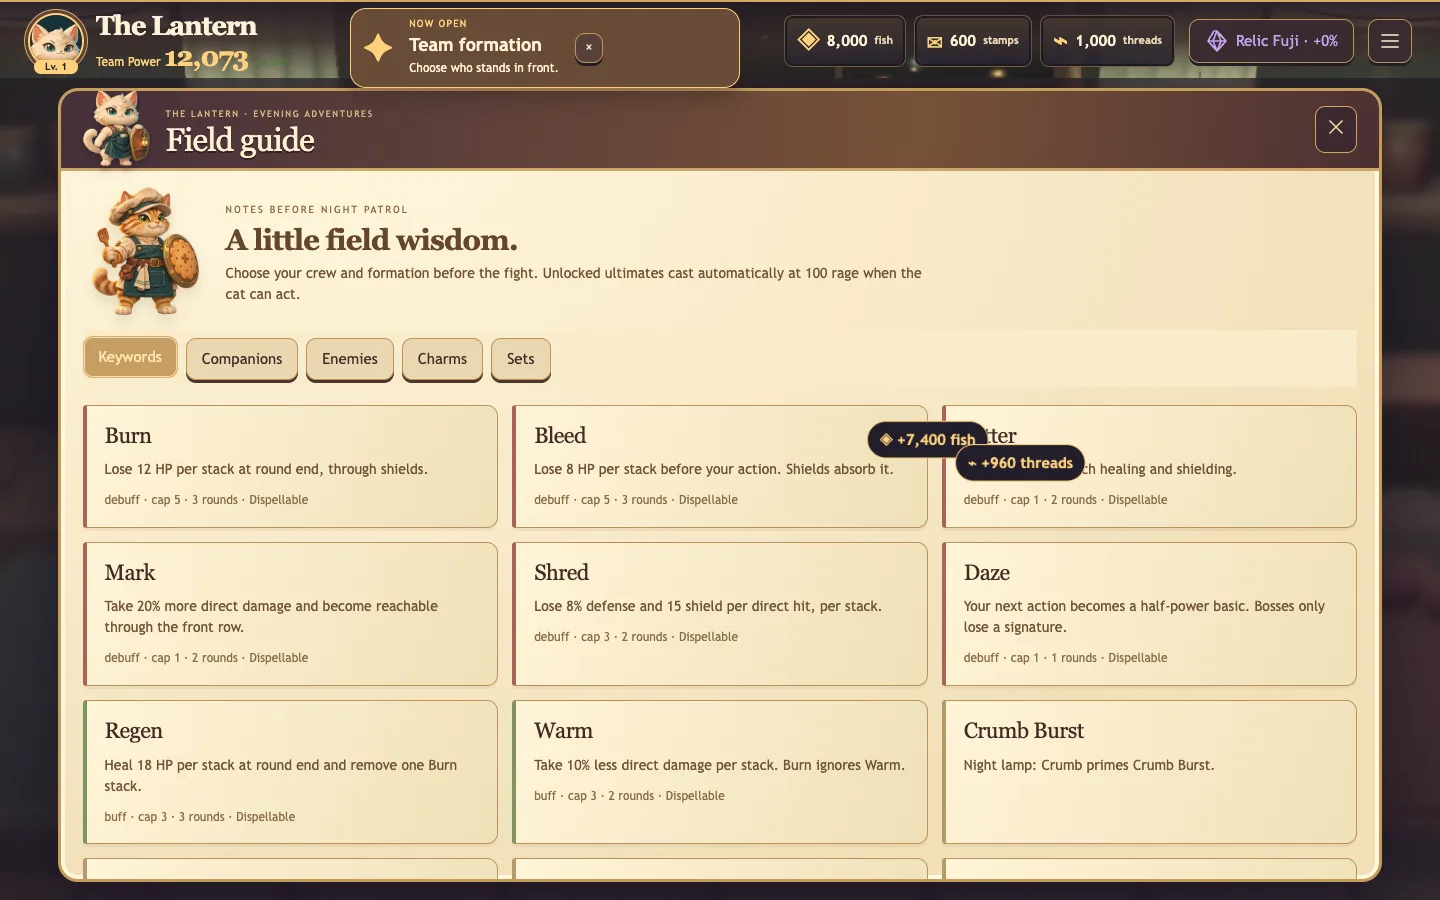 The Lantern
Team Power 12,073
Lv. 1
NOW OPEN
Team formation
Choose who stands in front.
×
8,000 fish
600 stamps
1,000 threads
Relic Fuji · +0%
THE LANTERN · EVENING ADVENTURES
Field guide
NOTES BEFORE NIGHT PATROL
A little field wisdom.
Choose your crew and formation before the fight. Unlocked ultimates cast automatically at 100 rage when the
cat can act.
Keywords
Companions
Enemies
Charms
Sets
Burn
Lose 12 HP per stack at round end, through shields.
debuff · cap 5 · 3 rounds · Dispellable
Bleed
Lose 8 HP per stack before your action. Shields absorb it.
debuff · cap 5 · 3 rounds · Dispellable
+7,400 fish
+960 threads
healing and shielding.
debuff · cap 1 · 2 rounds · Dispellable
Mark
Take 20% more direct damage and become reachable
through the front row.
debuff · cap 1 · 2 rounds · Dispellable
Shred
Lose 8% defense and 15 shield per direct hit, per stack.
debuff · cap 3 · 2 rounds · Dispellable
Daze
Your next action becomes a half-power basic. Bosses only
lose a signature.
debuff · cap 1 · 1 rounds · Dispellable
Regen
Heal 18 HP per stack at round end and remove one Burn
stack.
buff · cap 3 · 3 rounds · Dispellable
Warm
Take 10% less direct damage per stack. Burn ignores Warm.
buff · cap 3 · 2 rounds · Dispellable
Crumb Burst
Night lamp: Crumb primes Crumb Burst.